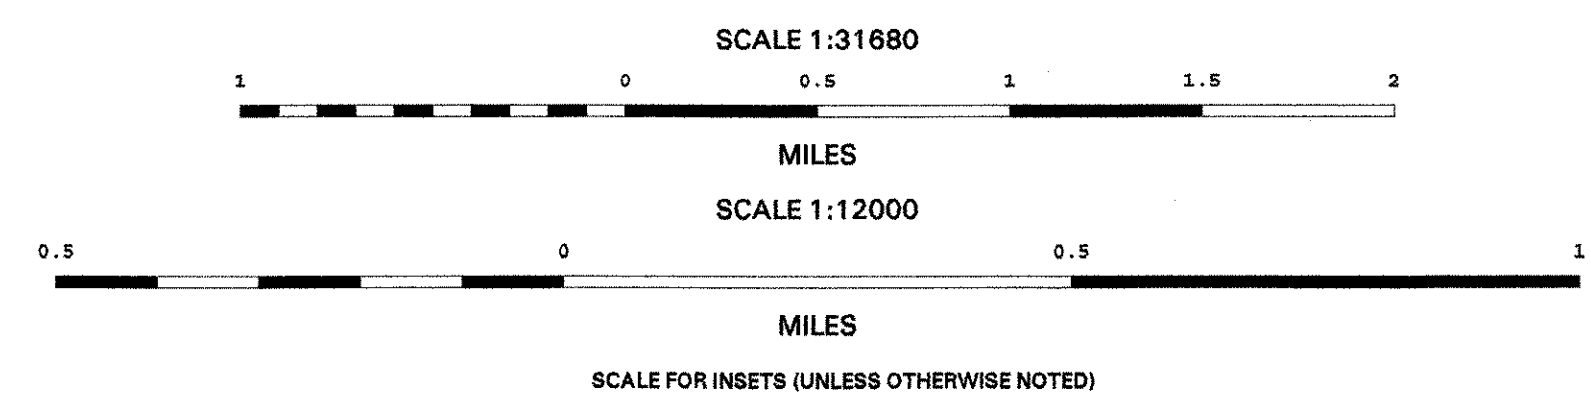 SCALE 1:31680
1 0 0.5 1 1.5 2
MILES
SCALE 1:12000
0.5 0 0.5 1
MILES
SCALE FOR INSETS (UNLESS OTHERWISE NOTED)